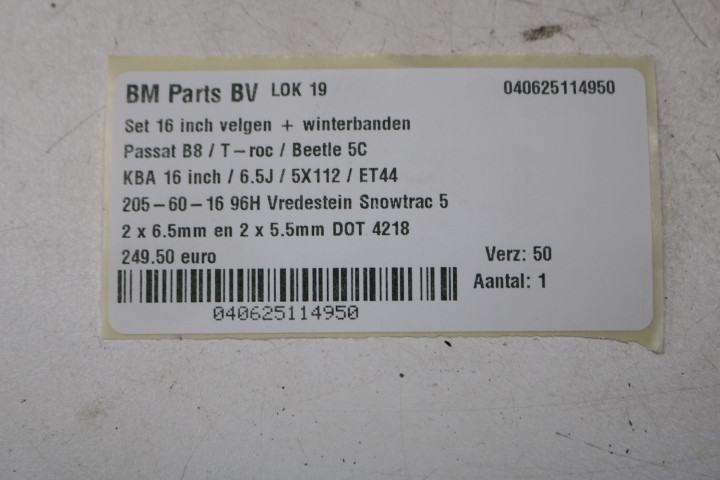 BM Parts BV LOK 19 040625114950
Set 16 inch velgen + winterbanden
Passat B8 / T-roc / Beetle 5C
KBA 16 inch / 6.5J / 5X112 / ET44
205-60-16 96H Vredestein Snowtrac 5
2 x 6.5mm en 2 x 5.5mm DOT 4218
249.50 euro Verz: 50
Aantal: 1
040625114950